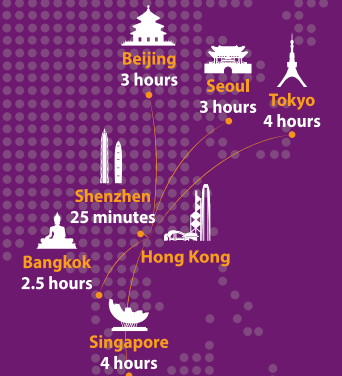 Beijing
3 hours
Seoul
3 hours
Tokyo
4 hours
Shenzhen
25 minutes
Hong Kong
Bangkok
2.5 hours
Singapore
4 hours